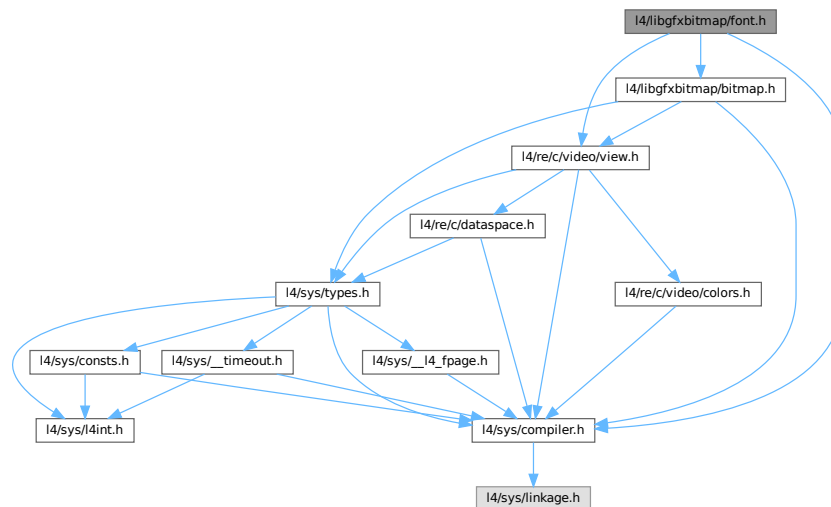 l4/libgfxbitmap/font.h
l4/libgfxbitmap/bitmap.h
l4/re/c/video/view.h
l4/re/c/dataspace.h
l4/sys/types.h
l4/re/c/video/colors.h
l4/sys/consts.h
l4/sys/__timeout.h
l4/sys/__l4_fpage.h
l4/sys/l4int.h
l4/sys/compiler.h
l4/sys/linkage.h